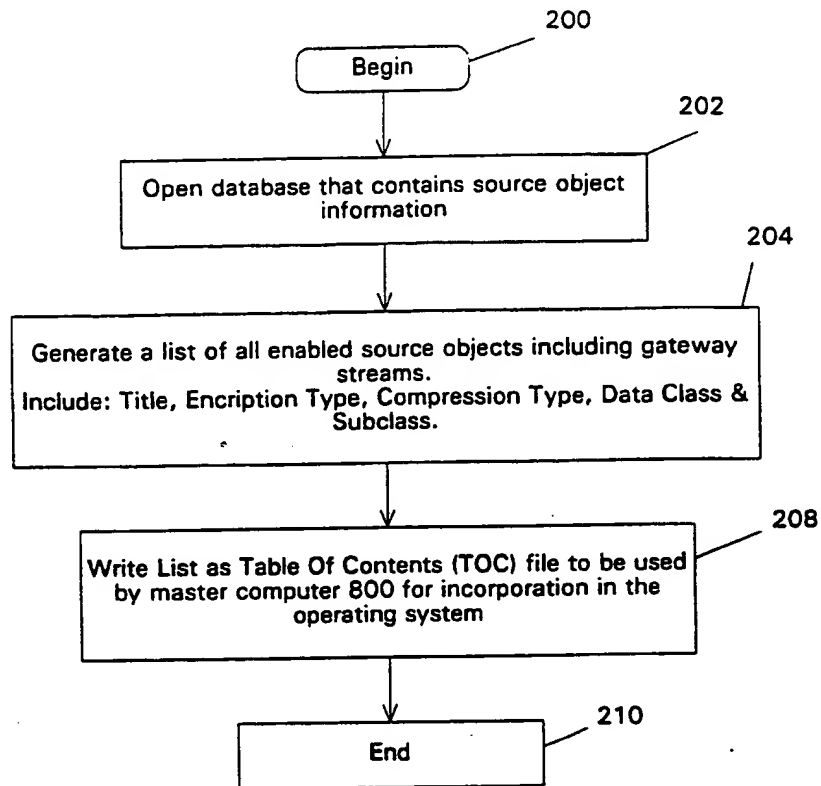 200
Begin
202
Open database that contains source object
information
204
Generate a list of all enabled source objects including gateway
streams.
Include: Title, Encription Type, Compression Type, Data Class &
Subclass.
208
Write List as Table Of Contents (TOC) file to be used
by master computer 800 for incorporation in the
operating system
210
End